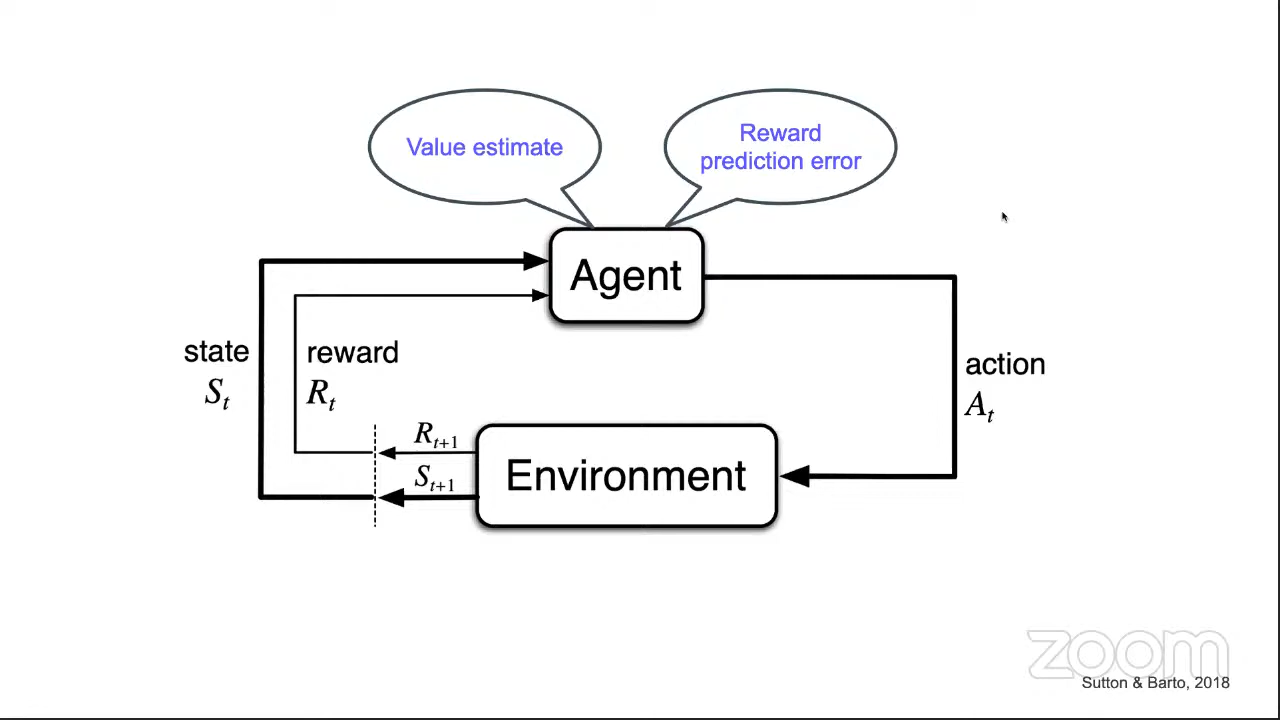 Value estimate
Reward
prediction error
Agent
state
S_t
reward
R_t
action
A_t
R_{t+1}
S_{t+1}
Environment
zoom
Sutton & Barto, 2018